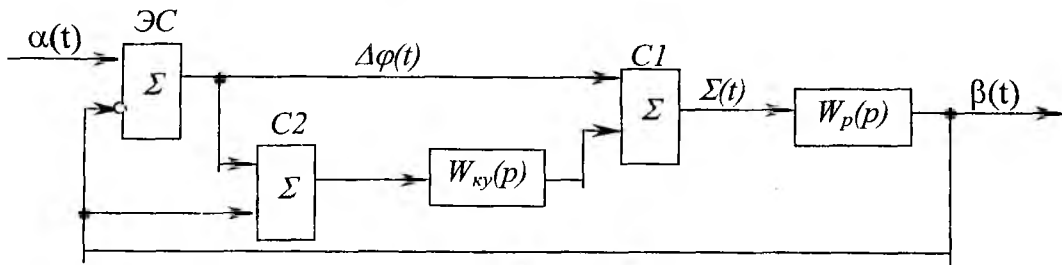 ЭС
α(t)
Σ
Δφ(t)
C1
Σ
Σ(t)
W_p(p)
β(t)
C2
Σ
W_ку(p)